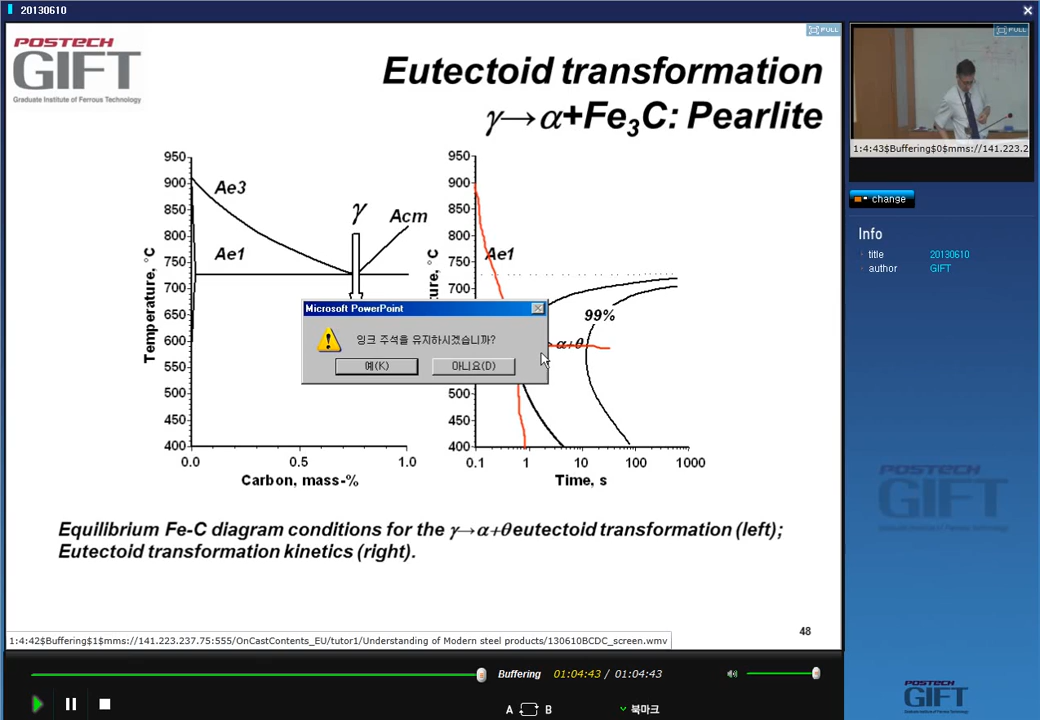 20130610
POSTECH
GIFT
Graduate Institute of Ferrous Technology
FULL
Eutectoid transformation
γ→α+Fe3C: Pearlite
950
900
850
800
750
700
650
600
550
500
450
400
Temperature, °C
Ae3
Ae1
γ
Acm
0.0
0.5
1.0
Carbon, mass-%
950
900
850
800
750
700
500
450
400
ure, °C
Ae1
99%
α+θ
0.1
1
10
100
1000
Time, s
Microsoft PowerPoint
잉크 주석을 유지하시겠습니까?
예(K)
아니요(D)
Equilibrium Fe-C diagram conditions for the γ→α+θ eutectoid transformation (left);
Eutectoid transformation kinetics (right).
48
1:4:42$Buffering$1$mms://141.223.237.75:555/OnCastContents_EU/tutor1/Understanding of Modern steel products/130610BCDC_screen.wmv
Buffering
01:04:43 / 01:04:43
A
B
북마크
FULL
1:4:43$Buffering$0$mms://141.223.2
change
Info
title
20130610
author
GIFT
POSTECH
GIFT
POSTECH
GIFT